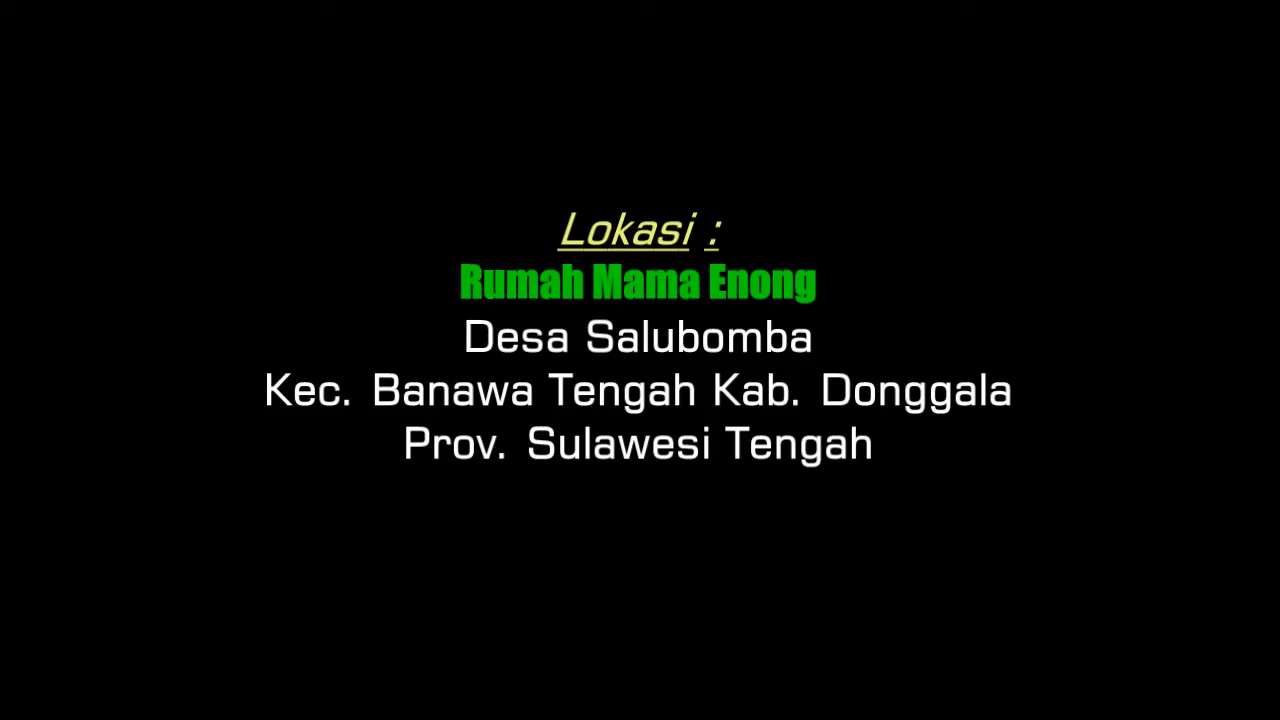 Lokasi :
Rumah Mama Enong
Desa Salubomba
Kec. Banawa Tengah Kab. Donggala
Prov. Sulawesi Tengah